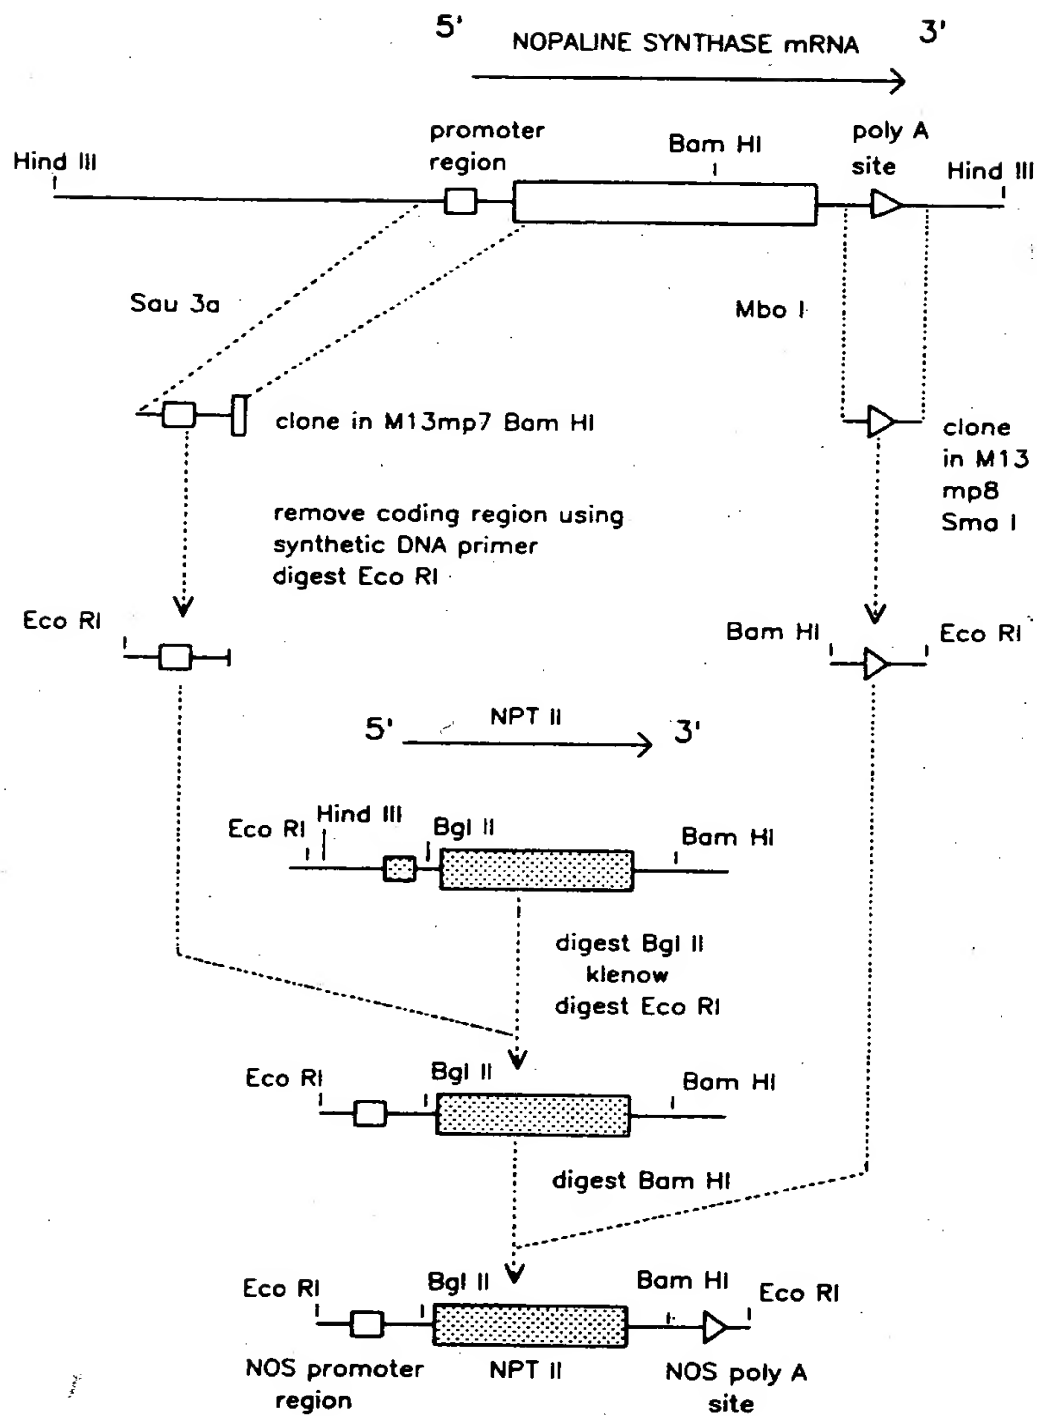 5' NOPALINE SYNTHASE mRNA 3'
promoter
region
Bam HI
poly A
site
Hind III
Hind III
Sau 3a
Mbo I
clone in M13mp7 Bam HI
clone
in M13
mp8
Sma I
remove coding region using
synthetic DNA primer
digest Eco RI
Eco RI
Bam HI
Eco RI
5' NPT II 3'
Eco RI
Hind III
Bgl II
Bam HI
digest Bgl II
klenow
digest Eco RI
Eco RI
Bgl II
Bam HI
digest Bam HI
Eco RI
Bgl II
Bam HI
Eco RI
NOS promoter
region
NPT II
NOS poly A
site